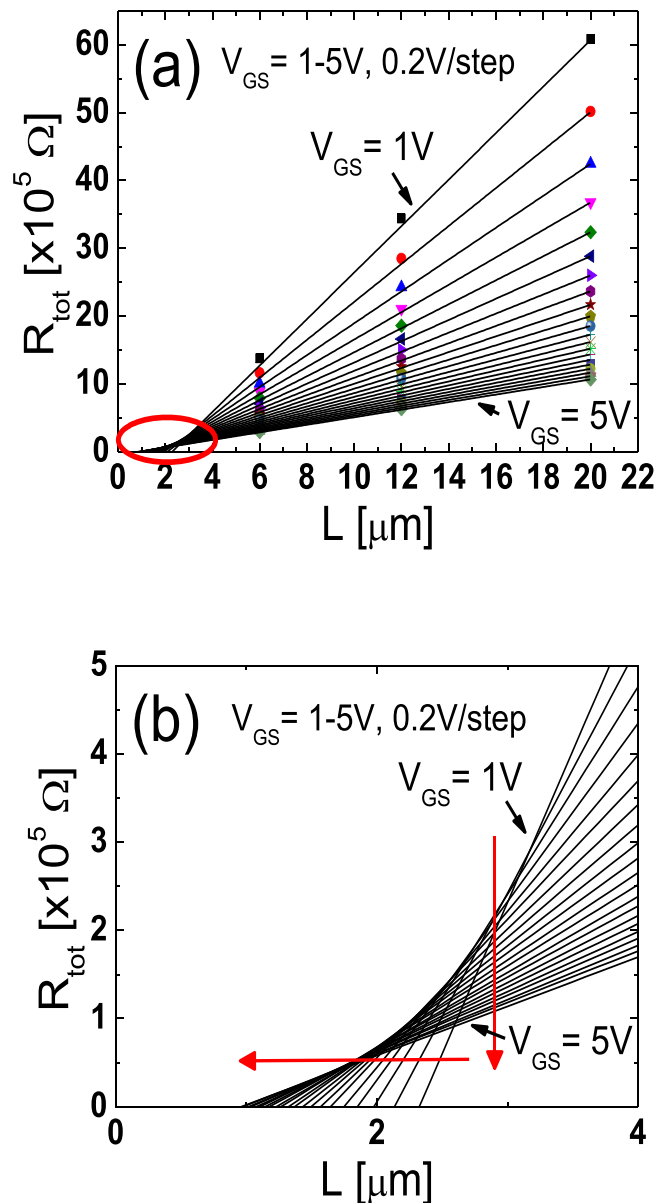 (a) V_GS = 1-5V, 0.2V/step
V_GS = 1V
V_GS = 5V
R_tot [x10^5 Ω]
60
50
40
30
20
10
0
0 2 4 6 8 10 12 14 16 18 20 22
L [μm]
(b) V_GS = 1-5V, 0.2V/step
V_GS = 1V
V_GS = 5V
R_tot [x10^5 Ω]
5
4
3
2
1
0
0 2 4
L [μm]